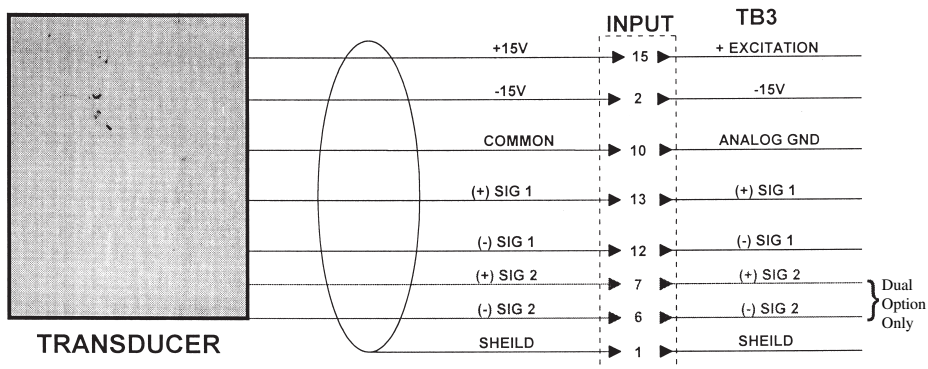 INPUT TB3
+15V 15 + EXCITATION
-15V 2 -15V
COMMON 10 ANALOG GND
(+) SIG 1 13 (+) SIG 1
(-) SIG 1 12 (-) SIG 1
(+) SIG 2 7 (+) SIG 2
(-) SIG 2 6 (-) SIG 2
Dual
Option
Only
SHEILD 1 SHEILD
TRANSDUCER